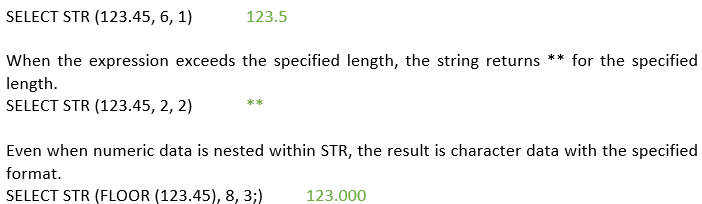 SELECT STR (123.45, 6, 1) 123.5
When the expression exceeds the specified length, the string returns ** for the specified
length.
SELECT STR (123.45, 2, 2) **
Even when numeric data is nested within STR, the result is character data with the specified
format.
SELECT STR (FLOOR (123.45), 8, 3;) 123.000